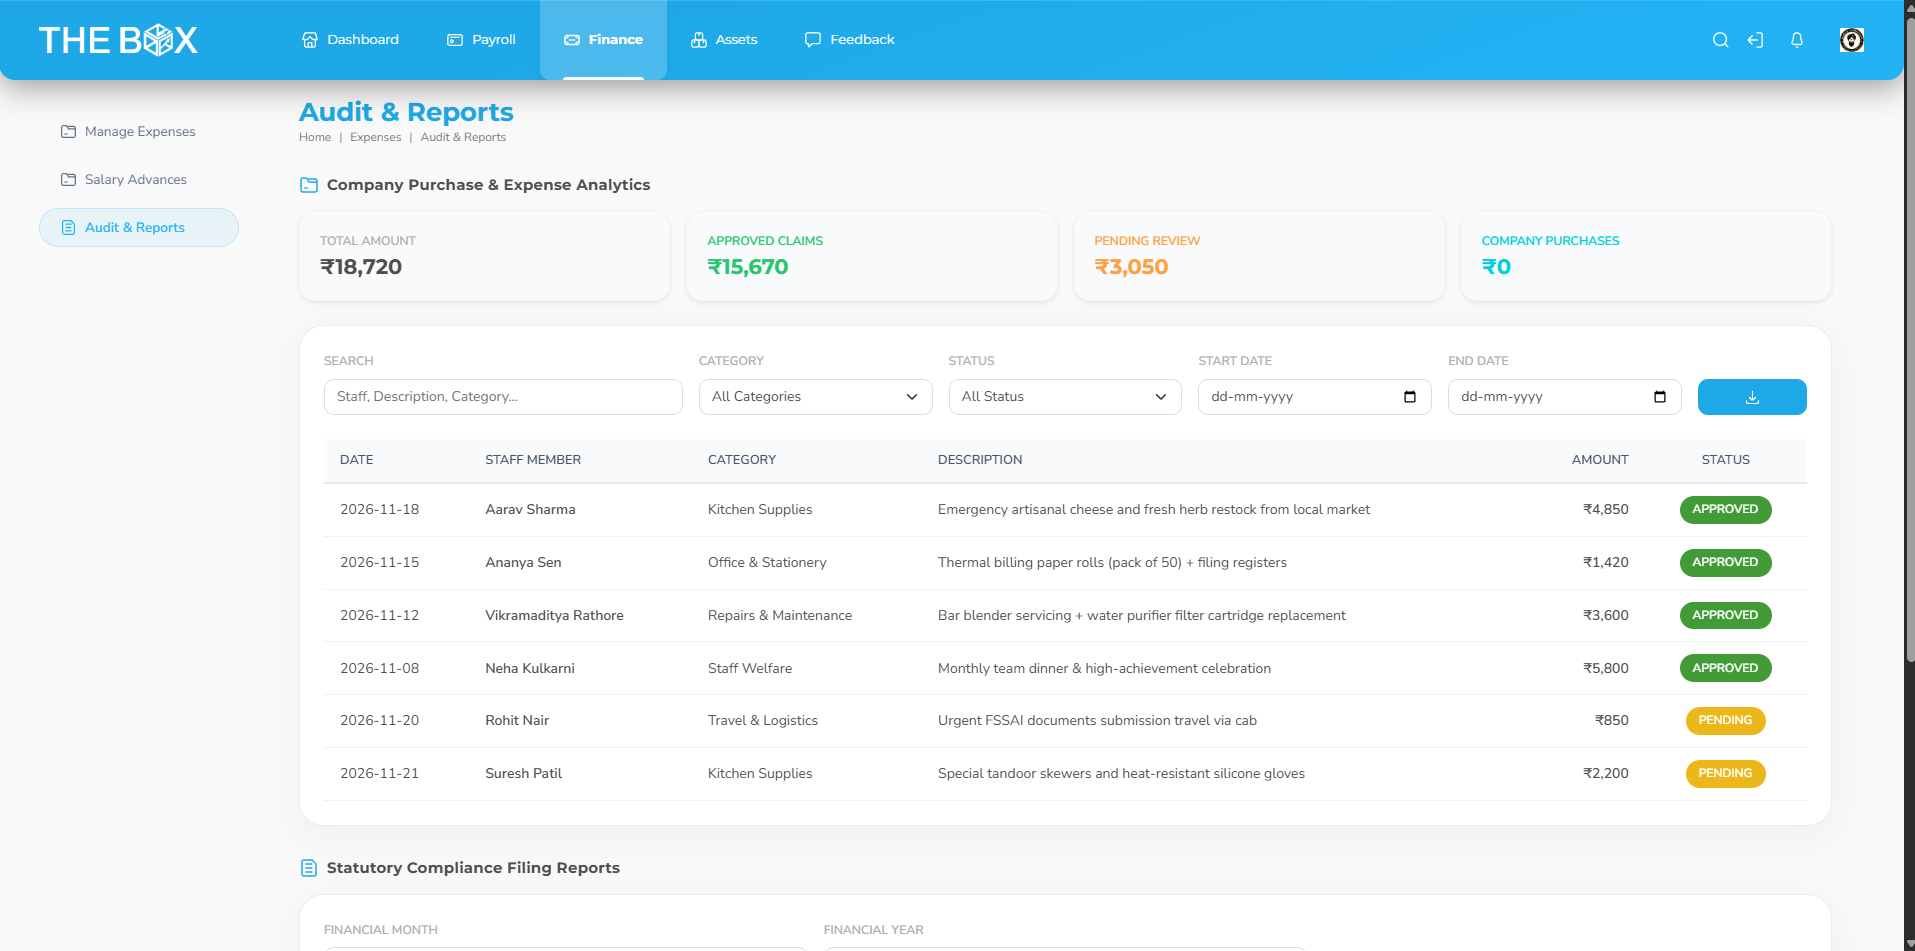 THE BOX
Dashboard
Payroll
Finance
Assets
Feedback
Manage Expenses
Salary Advances
Audit & Reports
Audit & Reports
Home | Expenses | Audit & Reports
Company Purchase & Expense Analytics
TOTAL AMOUNT
₹18,720
APPROVED CLAIMS
₹15,670
PENDING REVIEW
₹3,050
COMPANY PURCHASES
₹0
SEARCH
Staff, Description, Category...
CATEGORY
All Categories
STATUS
All Status
START DATE
dd-mm-yyyy
END DATE
dd-mm-yyyy
DATE STAFF MEMBER CATEGORY DESCRIPTION AMOUNT STATUS
2026-11-18 Aarav Sharma Kitchen Supplies Emergency artisanal cheese and fresh herb restock from local market ₹4,850 APPROVED
2026-11-15 Ananya Sen Office & Stationery Thermal billing paper rolls (pack of 50) + filing registers ₹1,420 APPROVED
2026-11-12 Vikramaditya Rathore Repairs & Maintenance Bar blender servicing + water purifier filter cartridge replacement ₹3,600 APPROVED
2026-11-08 Neha Kulkarni Staff Welfare Monthly team dinner & high-achievement celebration ₹5,800 APPROVED
2026-11-20 Rohit Nair Travel & Logistics Urgent FSSAI documents submission travel via cab ₹850 PENDING
2026-11-21 Suresh Patil Kitchen Supplies Special tandoor skewers and heat-resistant silicone gloves ₹2,200 PENDING
Statutory Compliance Filing Reports
FINANCIAL MONTH
FINANCIAL YEAR